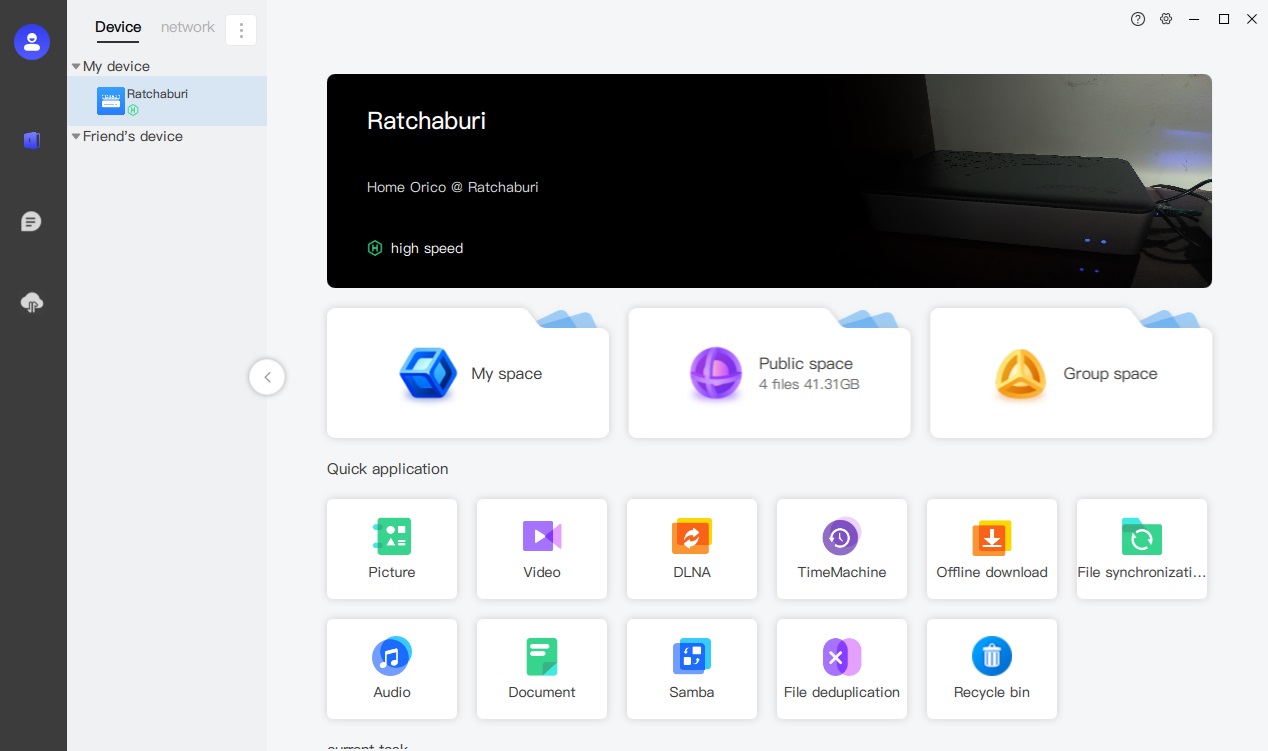 Device network
My device
Ratchaburi
Friend's device
Ratchaburi
Home Orico @ Ratchaburi
high speed
My space
Public space
4 files 41.31GB
Group space
Quick application
Picture
Video
DLNA
TimeMachine
Offline download
File synchronizati...
Audio
Document
Samba
File deduplication
Recycle bin
current task